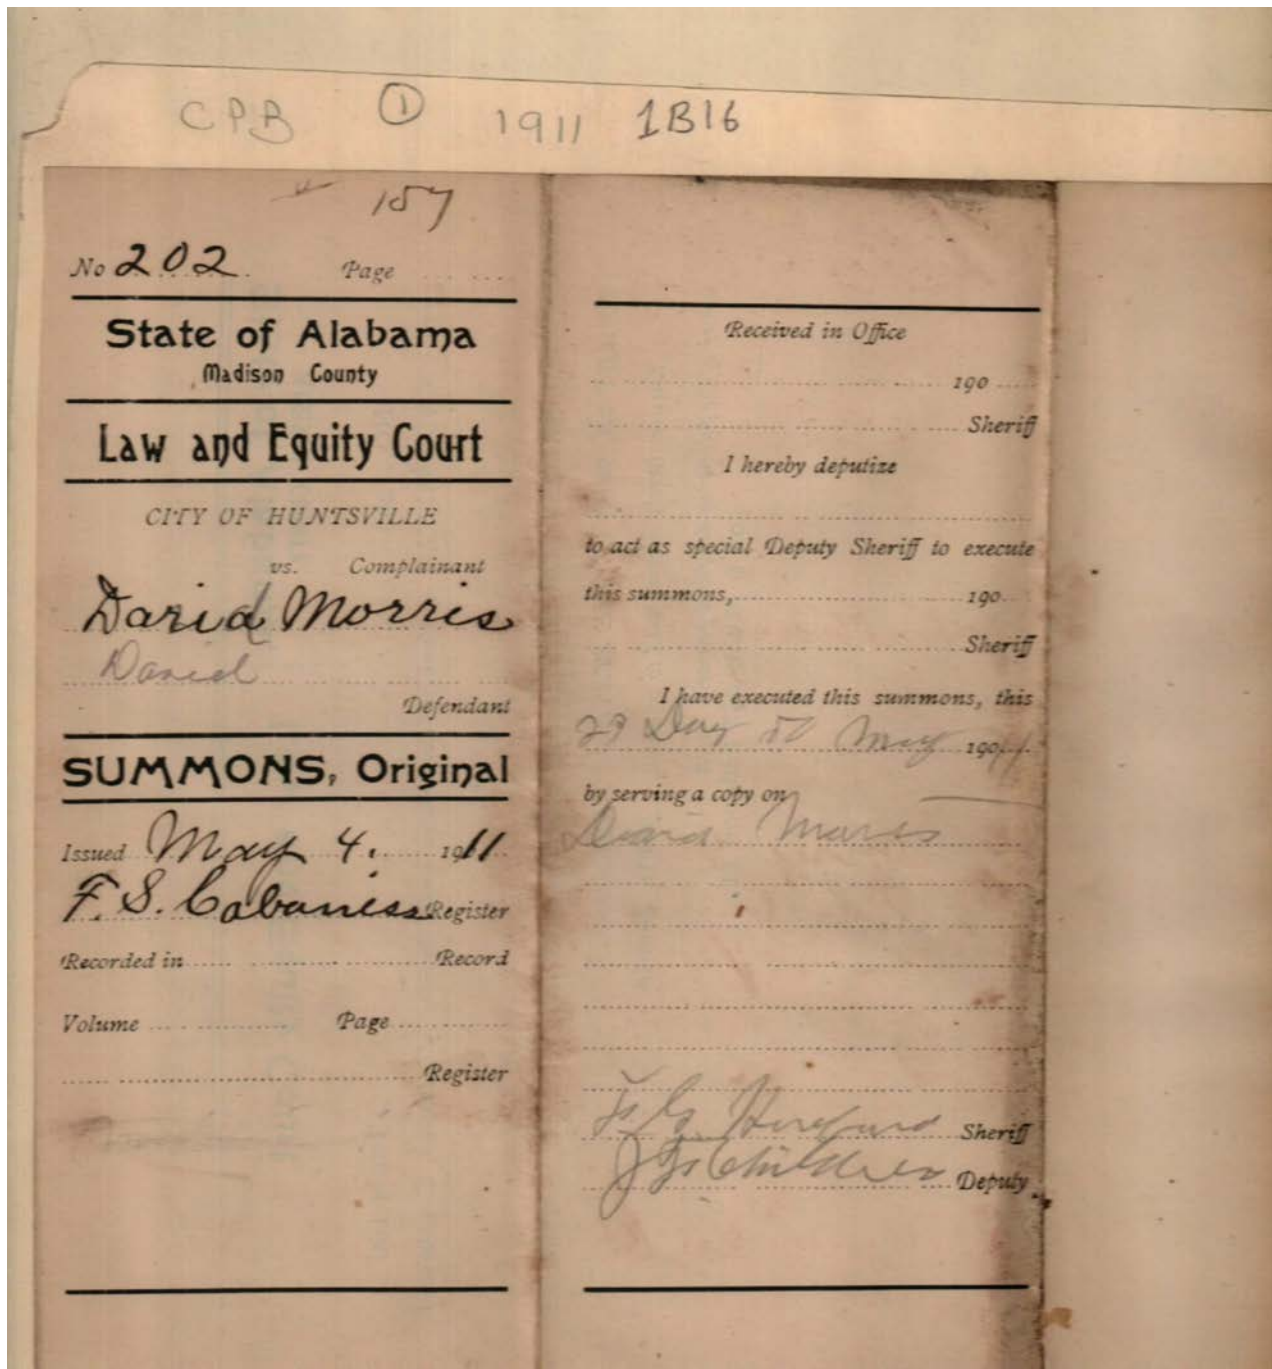 CPB ① 1911 1B16
157
No 202. Page
State of Alabama
Madison County
Law and Equity Court
CITY OF HUNTSVILLE
vs. Complainant
David Morris
David
Defendant
SUMMONS, Original
Issued May 4. 1911
F. S. Cabaniss Register
Recorded in Record
Volume Page
Register
Received in Office
190
Sheriff
I hereby deputize
to act as special Deputy Sheriff to execute
this summons, 190
Sheriff
I have executed this summons, this
29 Day of May 1911
by serving a copy on
David
Sheriff
Deputy